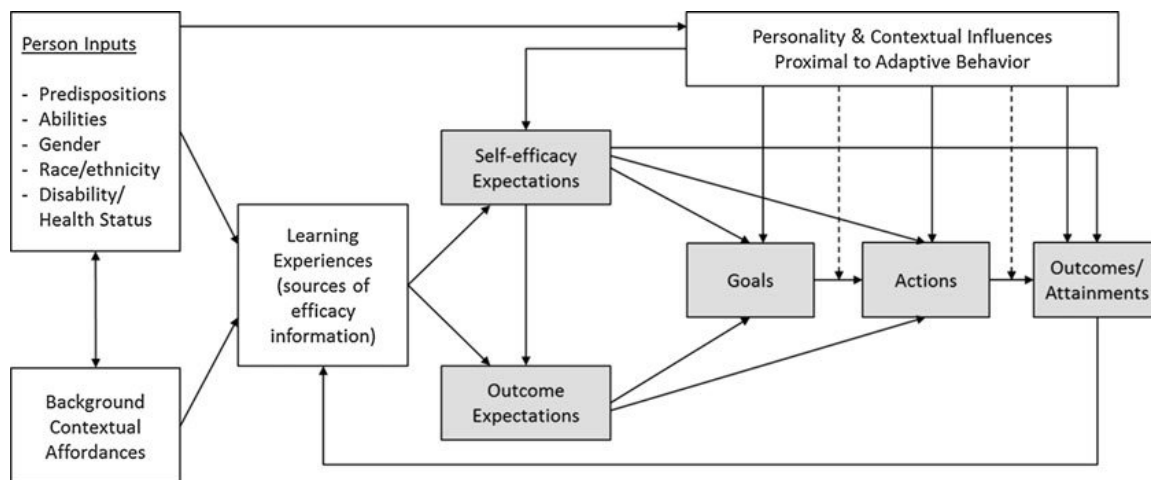 Person Inputs
- Predispositions
- Abilities
- Gender
- Race/ethnicity
- Disability/
Health Status
Background
Contextual
Affordances
Learning
Experiences
(sources of
efficacy
information)
Personality & Contextual Influences
Proximal to Adaptive Behavior
Self-efficacy
Expectations
Outcome
Expectations
Goals
Actions
Outcomes/
Attainments